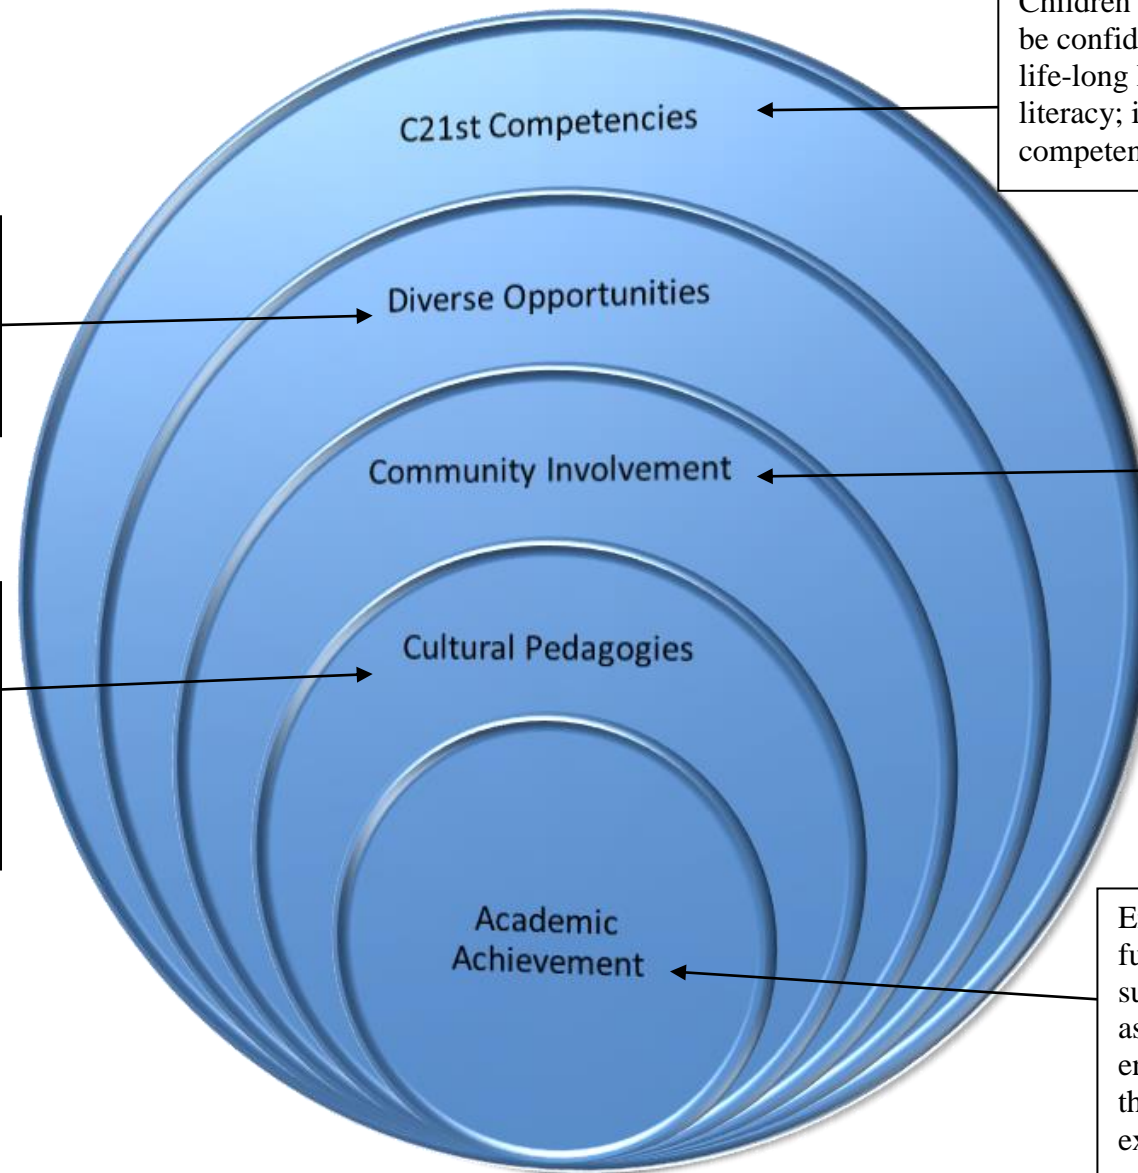 Children
be confid
life-long
literacy; i
competen
C21st Competencies
Diverse Opportunities
Community Involvement
Cultural Pedagogies
Academic
Achievement
E
fu
su
as
en
th
ex